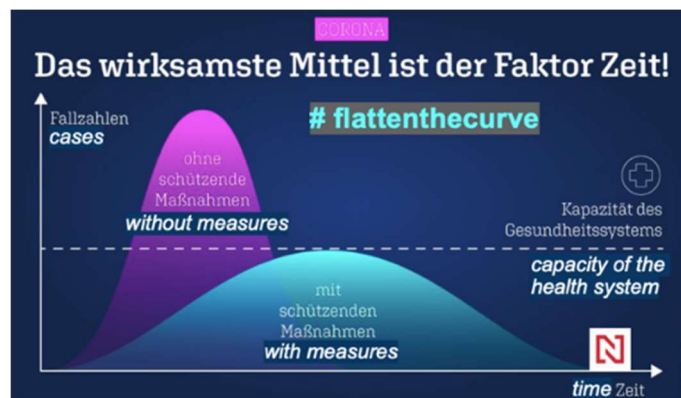 CORONA
Das wirksamste Mittel ist der Faktor Zeit!
Fallzahlen
cases
# flattenthecurve
ohne
schützende
Maßnahmen
without measures
Kapazität des
Gesundheitssystems
capacity of the
health system
mit
schützenden
Maßnahmen
with measures
N
time Zeit